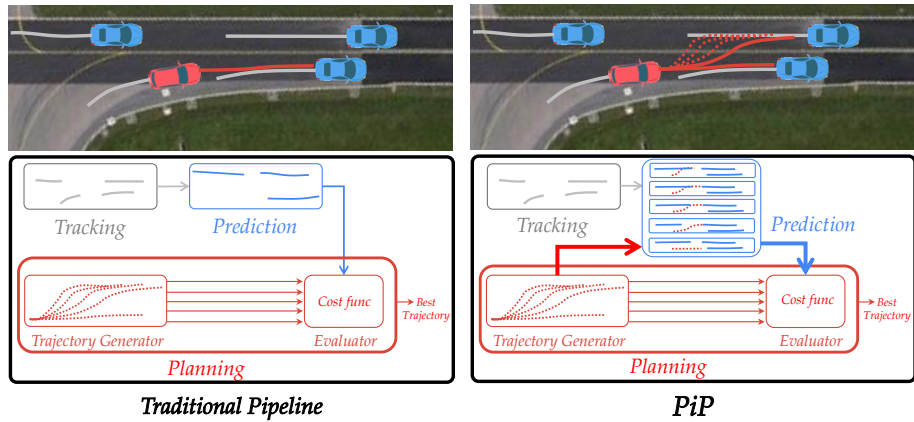 Tracking
Prediction
Cost func
Best
Trajectory
Trajectory Generator
Evaluator
Planning
Traditional Pipeline
Tracking
Prediction
Cost func
Best
Trajectory
Trajectory Generator
Evaluator
Planning
PiP